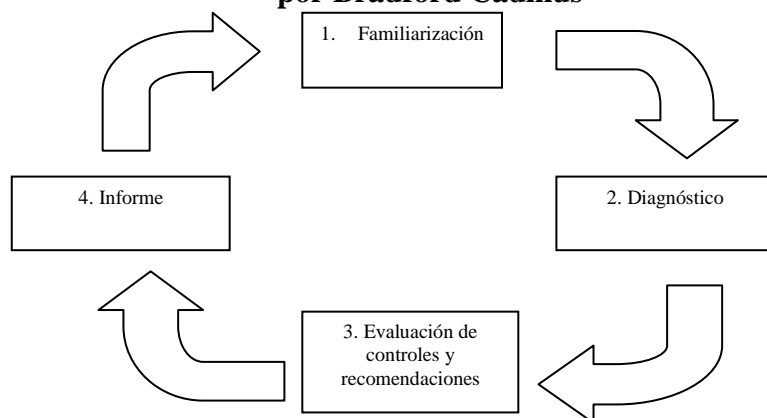 por Bradford Cadmus
1. Familiarización
2. Diagnóstico
3. Evaluación de
controles y
recomendaciones
4. Informe